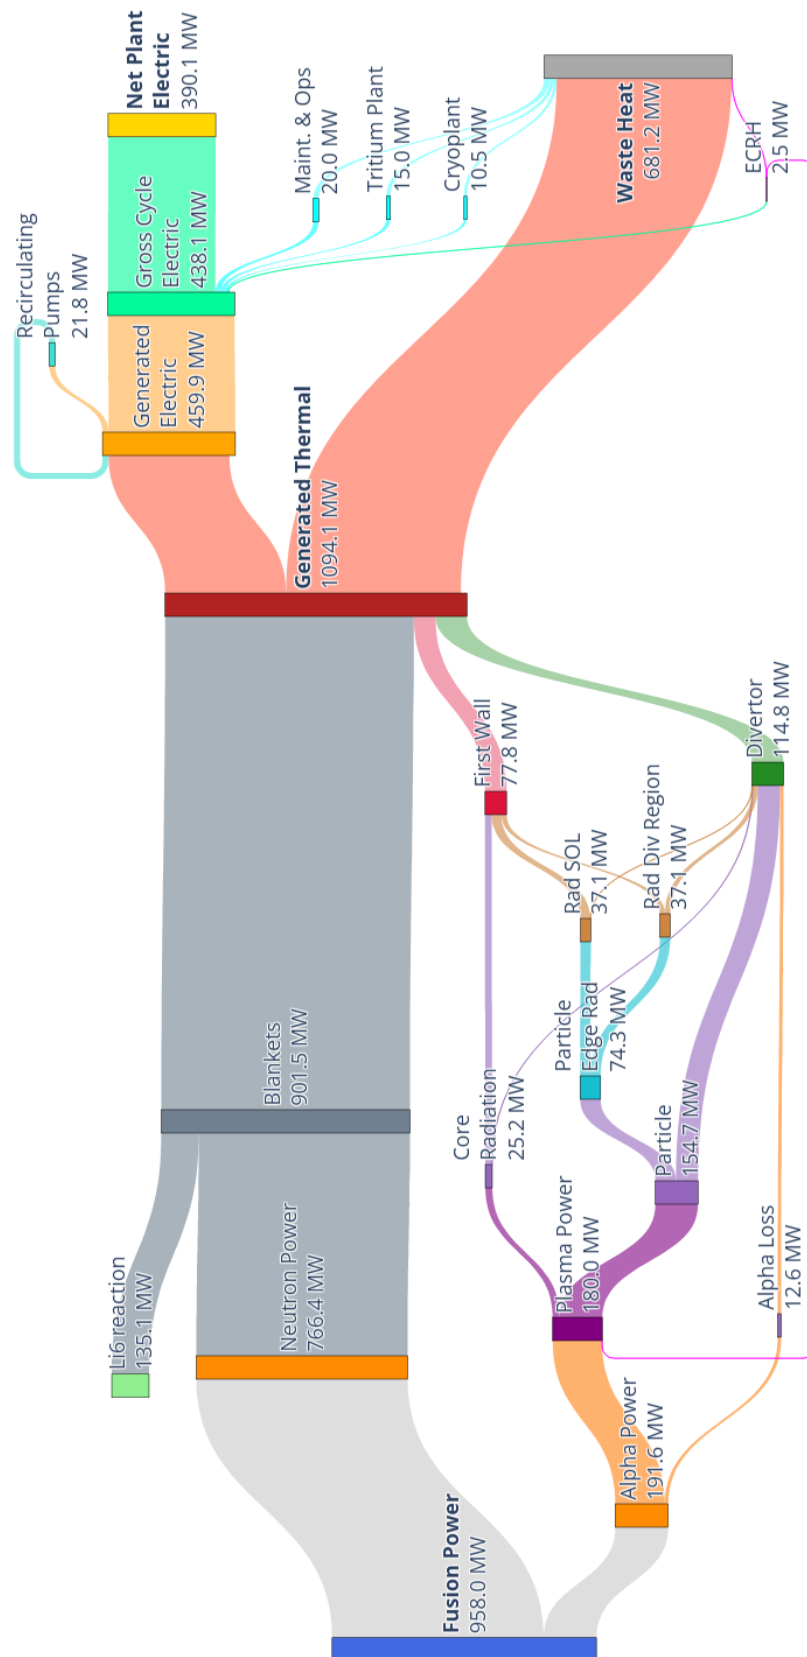 Fusion Power
958.0 MW
Li6 reaction
135.1 MW
Neutron Power
766.4 MW
Alpha Power
191.6 MW
Blankets
901.5 MW
Plasma Power
180.0 MW
Alpha Loss
12.6 MW
Core
Radiation
25.2 MW
Particle
154.7 MW
Particle
Edge Rad
74.3 MW
Rad SOL
37.1 MW
Rad Div Region
37.1 MW
First Wall
77.8 MW
Divertor
114.8 MW
Generated Thermal
1094.1 MW
Recirculating
Pumps
21.8 MW
Generated
Electric
459.9 MW
Gross Cycle
Electric
438.1 MW
Net Plant
Electric
390.1 MW
Maint. & Ops
20.0 MW
Tritium Plant
15.0 MW
Cryoplant
10.5 MW
Waste Heat
681.2 MW
ECRH
2.5 MW